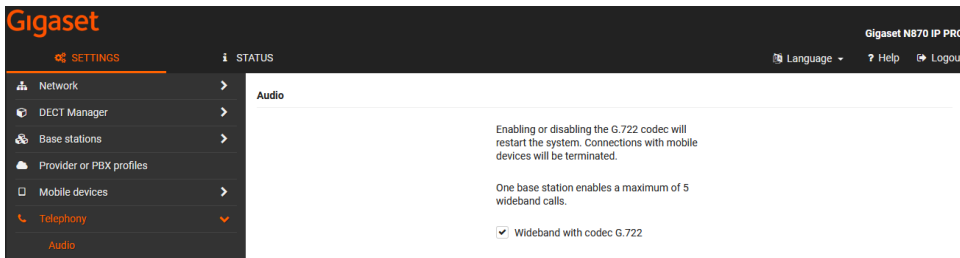 Gigaset
Gigaset N870 IP PRO
SETTINGS
STATUS
Language
? Help
Logou
Network
DECT Manager
Base stations
Provider or PBX profiles
Mobile devices
Telephony
Audio
Audio
Enabling or disabling the G.722 codec will
restart the system. Connections with mobile
devices will be terminated.
One base station enables a maximum of 5
wideband calls.
Wideband with codec G.722